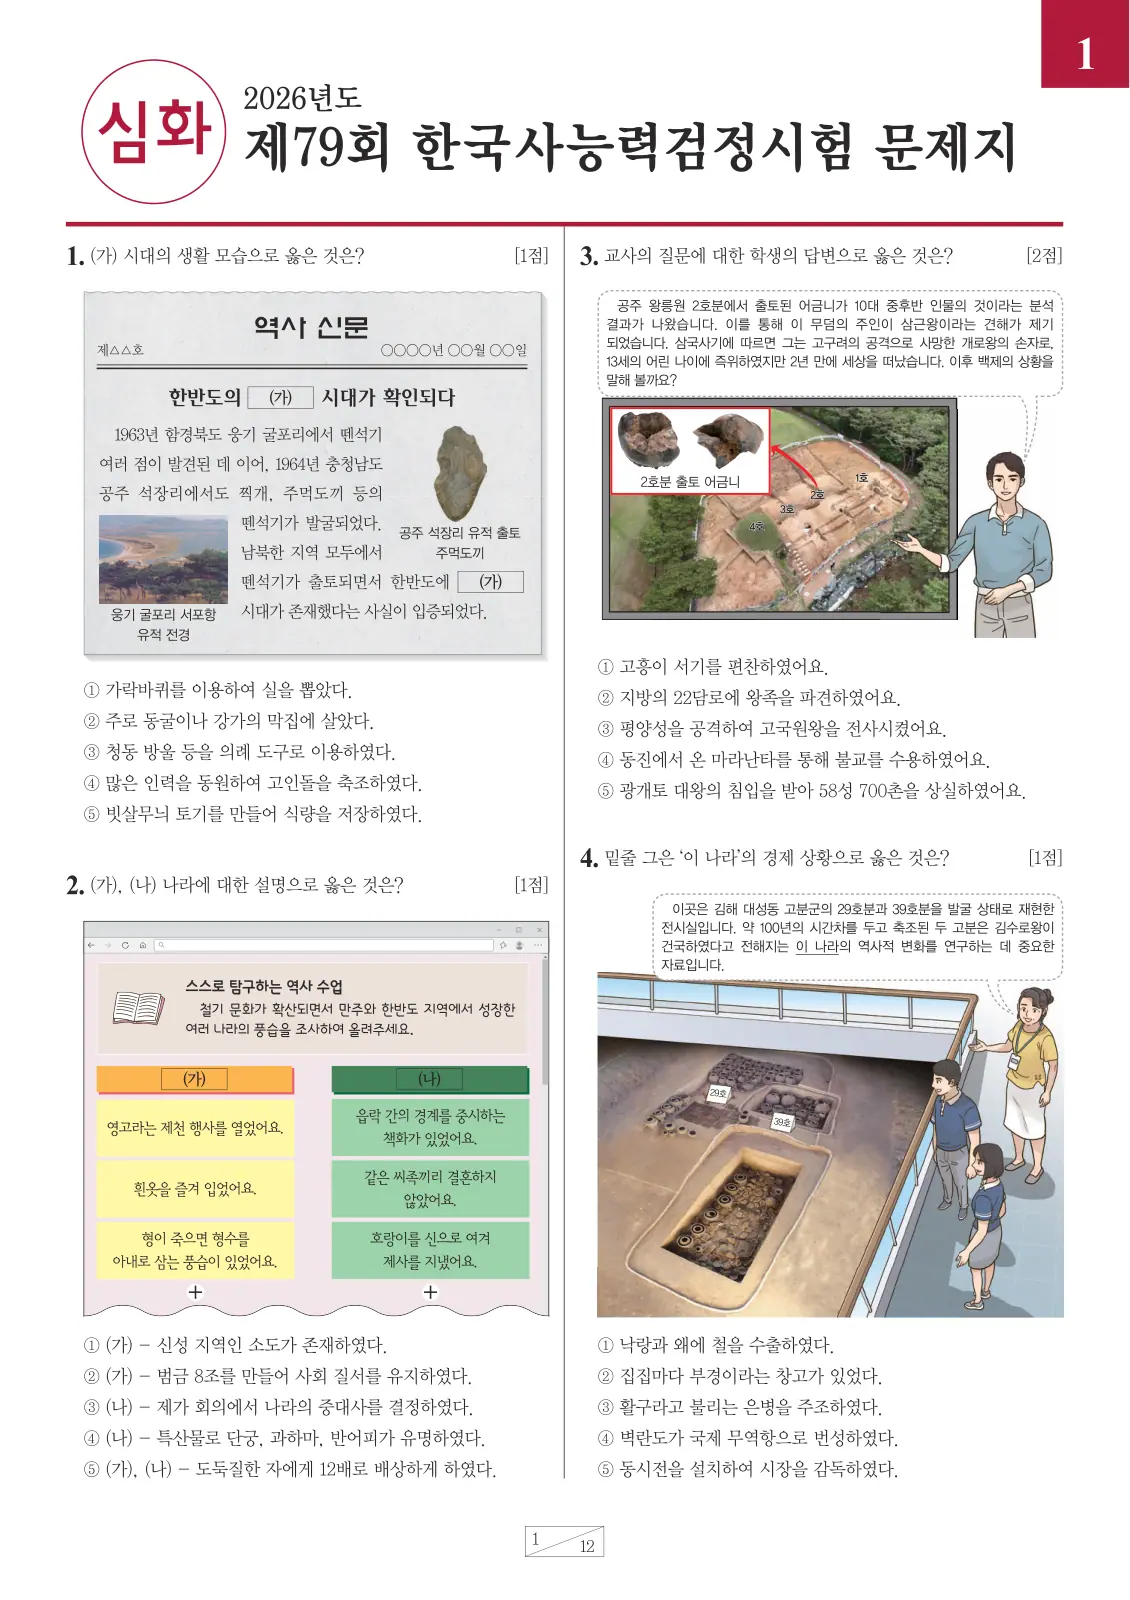 1
심화
2026년도
제79회 한국사능력검정시험 문제지
1. (가) 시대의 생활 모습으로 옳은 것은? [1점]
역사 신문
제△△호 ○○○○년 ○○월 ○○일
한반도의 (가) 시대가 확인되다
1963년 함경북도 웅기 굴포리에서 뗀석기
여러 점이 발견된 데 이어, 1964년 충청남도
공주 석장리에서도 찍개, 주먹도끼 등의
뗀석기가 발굴되었다.
남북한 지역 모두에서
뗀석기가 출토되면서 한반도에 (가)
시대가 존재했다는 사실이 입증되었다.
공주 석장리 유적 출토
주먹도끼
웅기 굴포리 서포항
유적 전경
① 가락바퀴를 이용하여 실을 뽑았다.
② 주로 동굴이나 강가의 막집에 살았다.
③ 청동 방울 등을 의례 도구로 이용하였다.
④ 많은 인력을 동원하여 고인돌을 축조하였다.
⑤ 빗살무늬 토기를 만들어 식량을 저장하였다.
2. (가), (나) 나라에 대한 설명으로 옳은 것은? [1점]
스스로 탐구하는 역사 수업
철기 문화가 확산되면서 만주와 한반도 지역에서 성장한
여러 나라의 풍습을 조사하여 올려주세요.
(가)
영고라는 제천 행사를 열었어요.
흰옷을 즐겨 입었어요.
형이 죽으면 형수를
아내로 삼는 풍습이 있었어요.
+
(나)
읍락 간의 경계를 중시하는
책화가 있었어요.
같은 씨족끼리 결혼하지
않았어요.
호랑이를 신으로 여겨
제사를 지냈어요.
+
① (가) - 신성 지역인 소도가 존재하였다.
② (가) - 범금 8조를 만들어 사회 질서를 유지하였다.
③ (나) - 제가 회의에서 나라의 중대사를 결정하였다.
④ (나) - 특산물로 단궁, 과하마, 반어피가 유명하였다.
⑤ (가), (나) - 도둑질한 자에게 12배로 배상하게 하였다.
3. 교사의 질문에 대한 학생의 답변으로 옳은 것은? [2점]
공주 왕릉원 2호분에서 출토된 어금니가 10대 중후반 인물의 것이라는 분석
결과가 나왔습니다. 이를 통해 이 무덤의 주인이 삼근왕이라는 견해가 제기
되었습니다. 삼국사기에 따르면 그는 고구려의 공격으로 사망한 개로왕의 손자로,
13세의 어린 나이에 즉위하였지만 2년 만에 세상을 떠났습니다. 이후 백제의 상황을
말해 볼까요?
2호분 출토 어금니
1호
2호
3호
4호
① 고흥이 서기를 편찬하였어요.
② 지방의 22담로에 왕족을 파견하였어요.
③ 평양성을 공격하여 고국원왕을 전사시켰어요.
④ 동진에서 온 마라난타를 통해 불교를 수용하였어요.
⑤ 광개토 대왕의 침입을 받아 58성 700촌을 상실하였어요.
4. 밑줄 그은 ‘이 나라’의 경제 상황으로 옳은 것은? [1점]
이곳은 김해 대성동 고분군의 29호분과 39호분을 발굴 상태로 재현한
전시실입니다. 약 100년의 시간차를 두고 축조된 두 고분은 김수로왕이
건국하였다고 전해지는 이 나라의 역사적 변화를 연구하는 데 중요한
자료입니다.
29호
39호
① 낙랑과 왜에 철을 수출하였다.
② 집집마다 부경이라는 창고가 있었다.
③ 활구라고 불리는 은병을 주조하였다.
④ 벽란도가 국제 무역항으로 번성하였다.
⑤ 동시전을 설치하여 시장을 감독하였다.
1 12